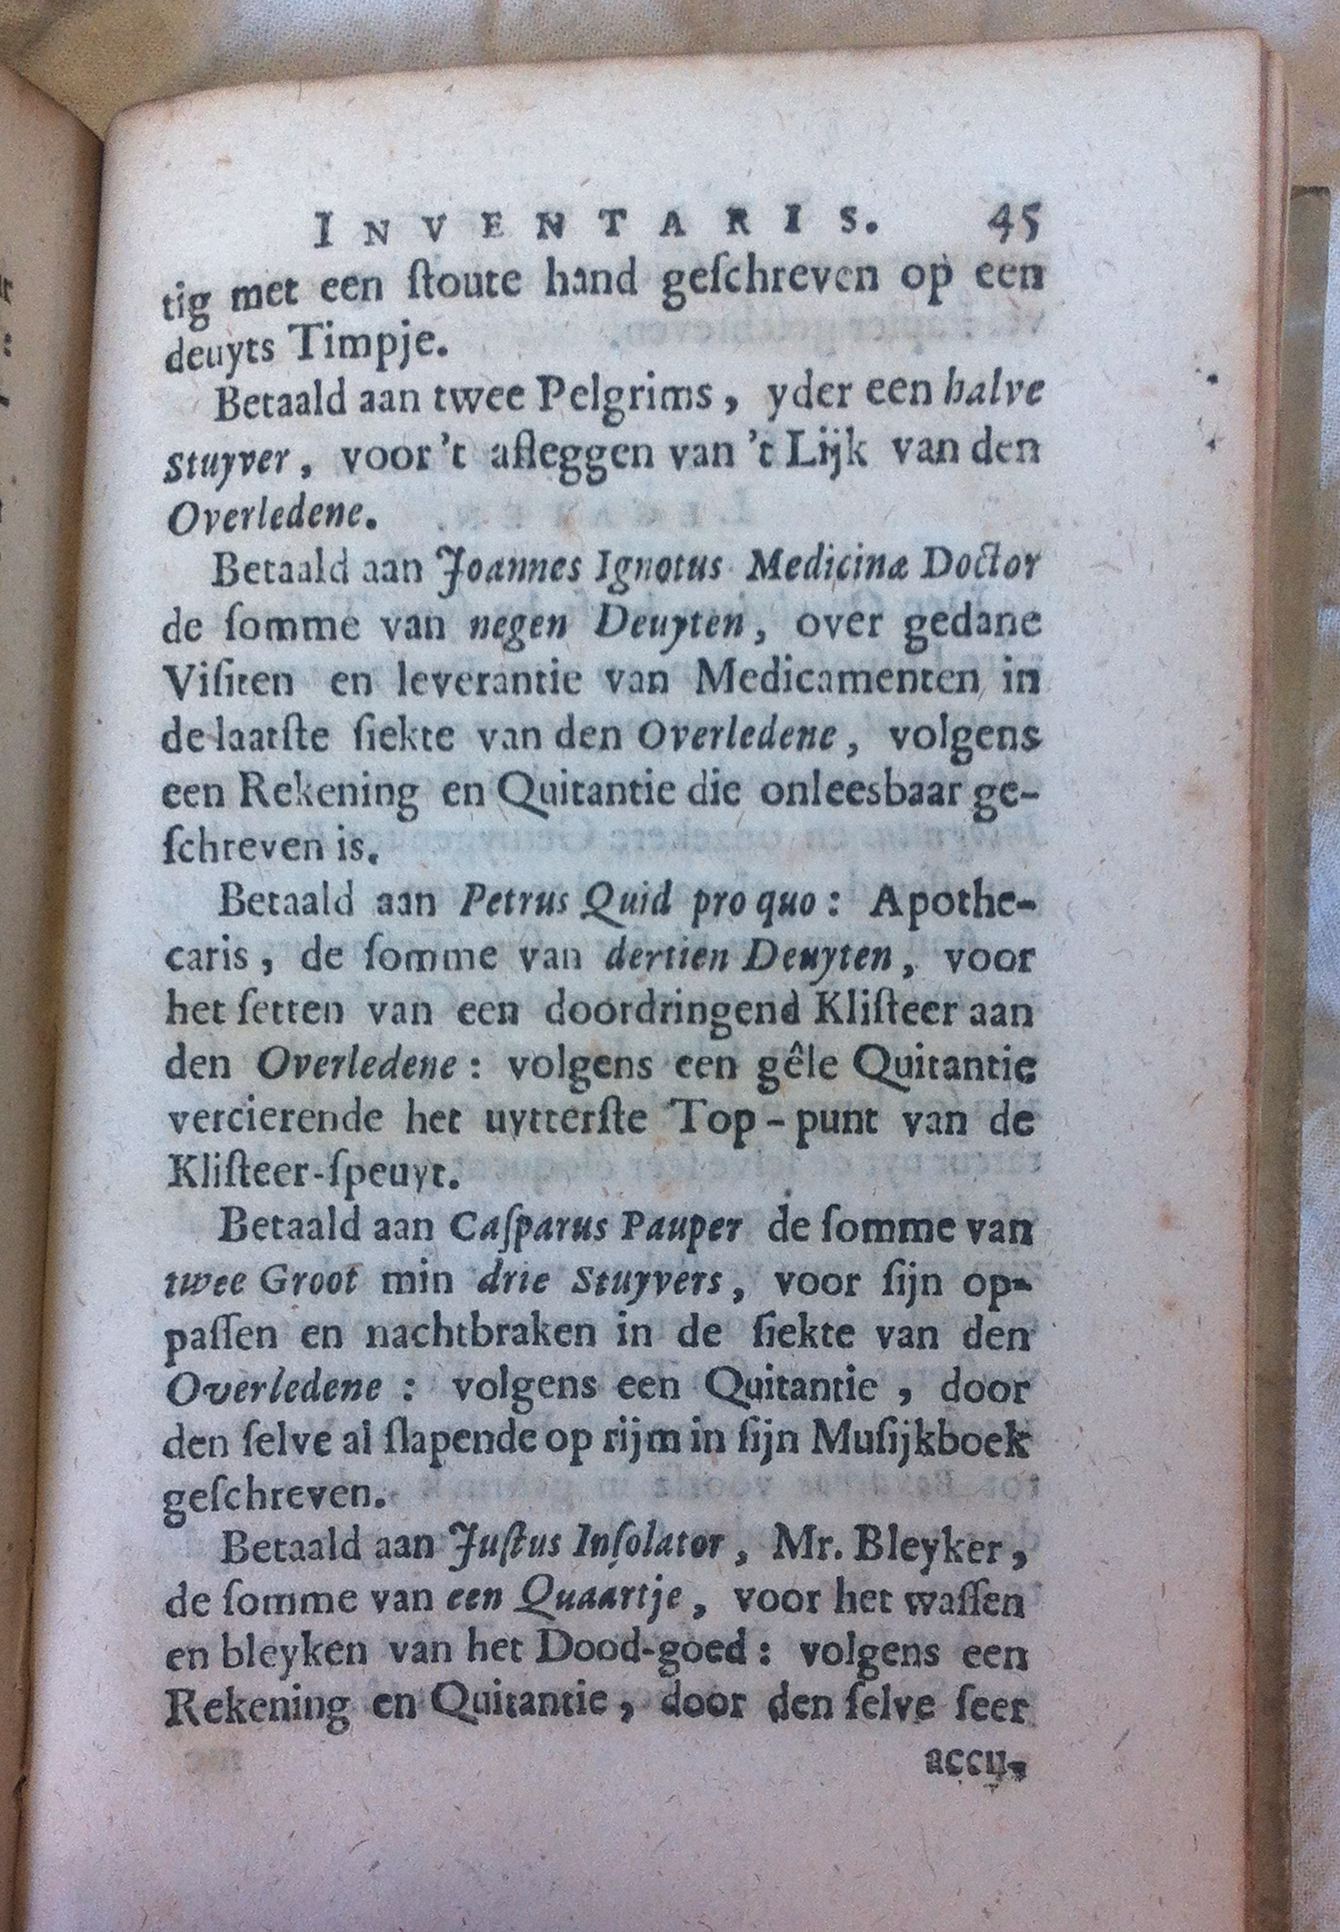 INVENTARIS. 45
tig met een ſtoute hand geſchreven op een
deuyts Timpje.
Betaald aan twee Pelgrims, yder een halve
Stuyver, voor 't afleggen van 't Lijk van den
Overledene.
Betaald aan Joannes Ignotus Medicinæ Doctor
de ſomme van negen Deuyten, over gedane
Viſiten en leverantie van Medicamenten in
de laatſte ſiekte van den Overledene, volgens
een Rekening en Quitantie die onleesbaar ge-
ſchreven is.
Betaald aan Petrus Quid pro quo: Apothe-
caris, de ſomme van dertien Deuyten, voor
het ſetten van een doordringend Kliſteer aan
den Overledene: volgens een gêle Quitantie
vercierende het uytterſte Top-punt van de
Kliſteer-ſpeuyt.
Betaald aan Caſparus Pauper de ſomme van
twee Groot min drie Stuyvers, voor ſijn op-
paſſen en nachtbraken in de ſiekte van den
Overledene: volgens een Quitantie, door
den ſelve al ſlapende op rijm in ſijn Muſijkboek
geſchreven.
Betaald aan Juſtus Inſolator, Mr. Bleyker,
de ſomme van een Quaartje, voor het waſſen
en bleyken van het Dood-goed: volgens een
Rekening en Quitantie, door den ſelve ſeer
accu-